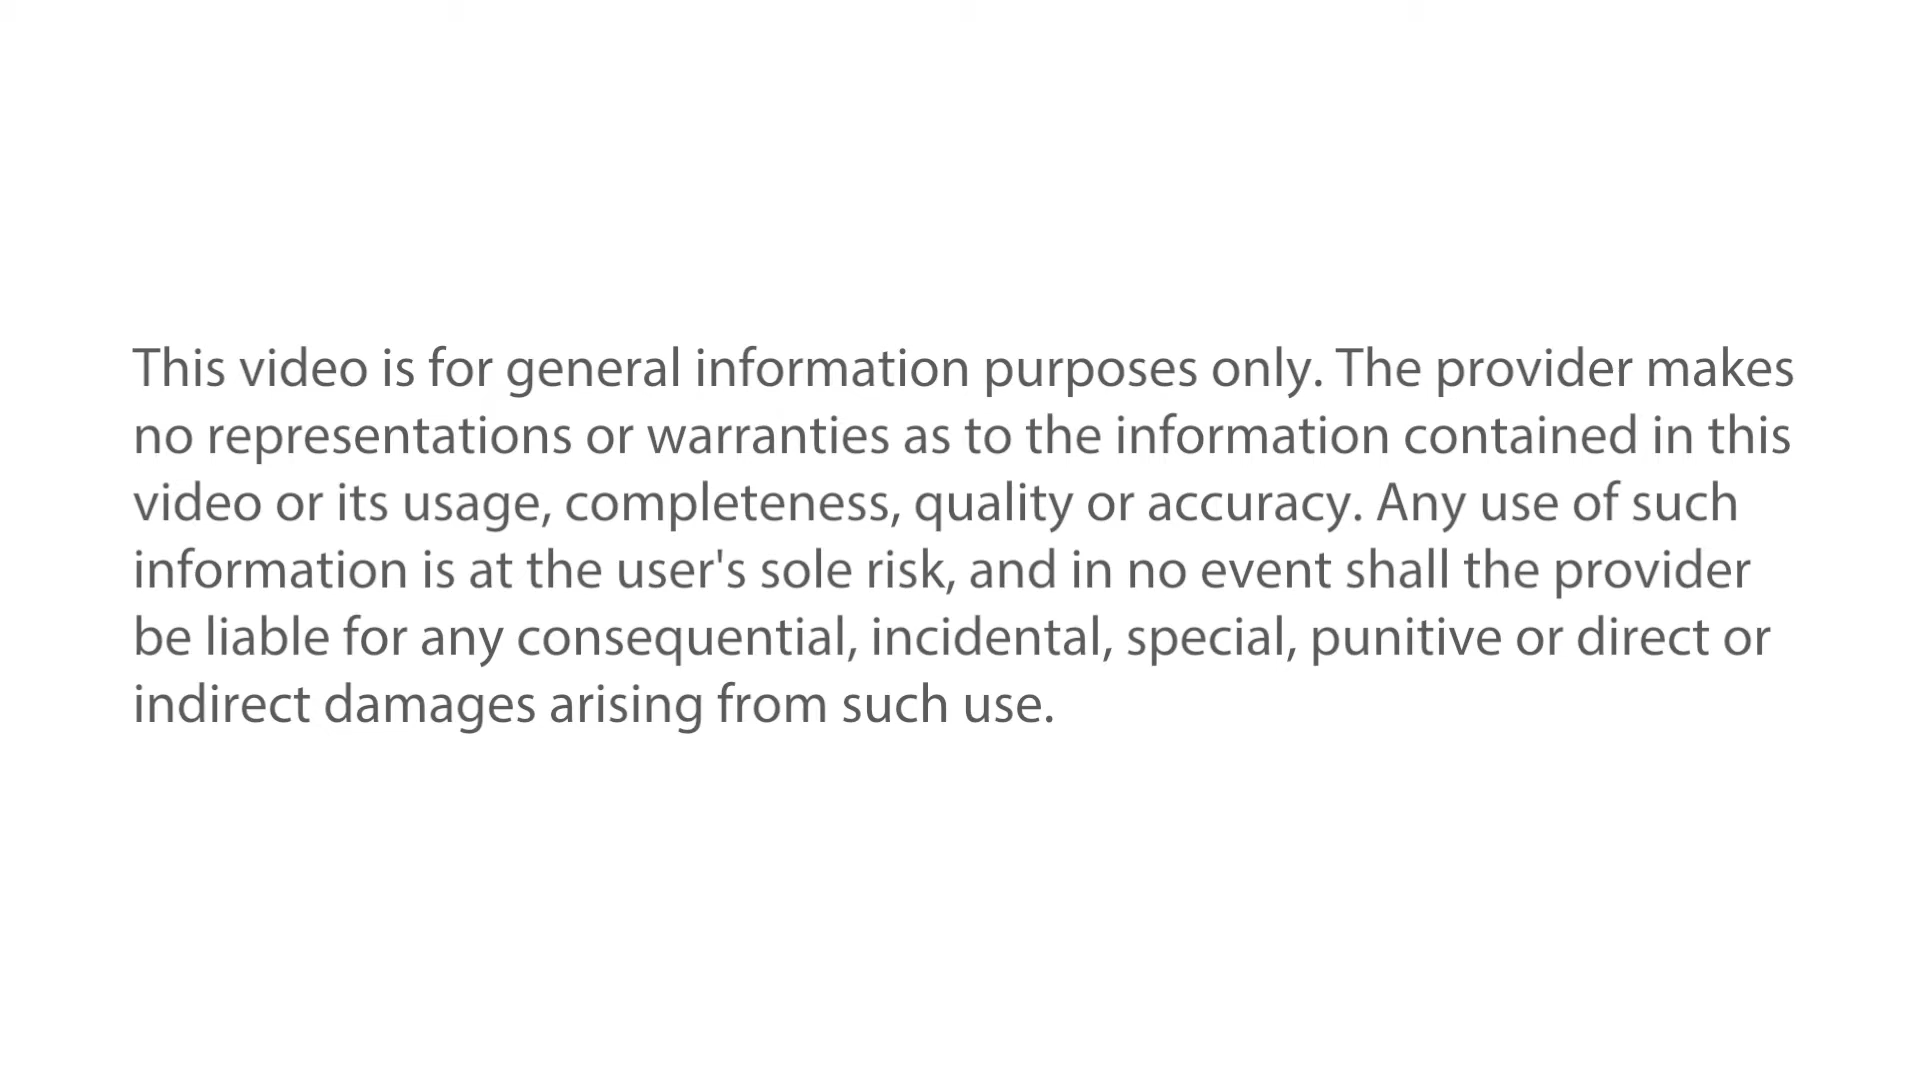 This video is for general information purposes only. The provider makes
no representations or warranties as to the information contained in this
video or its usage, completeness, quality or accuracy. Any use of such
information is at the user's sole risk, and in no event shall the provider
be liable for any consequential, incidental, special, punitive or direct or
indirect damages arising from such use.